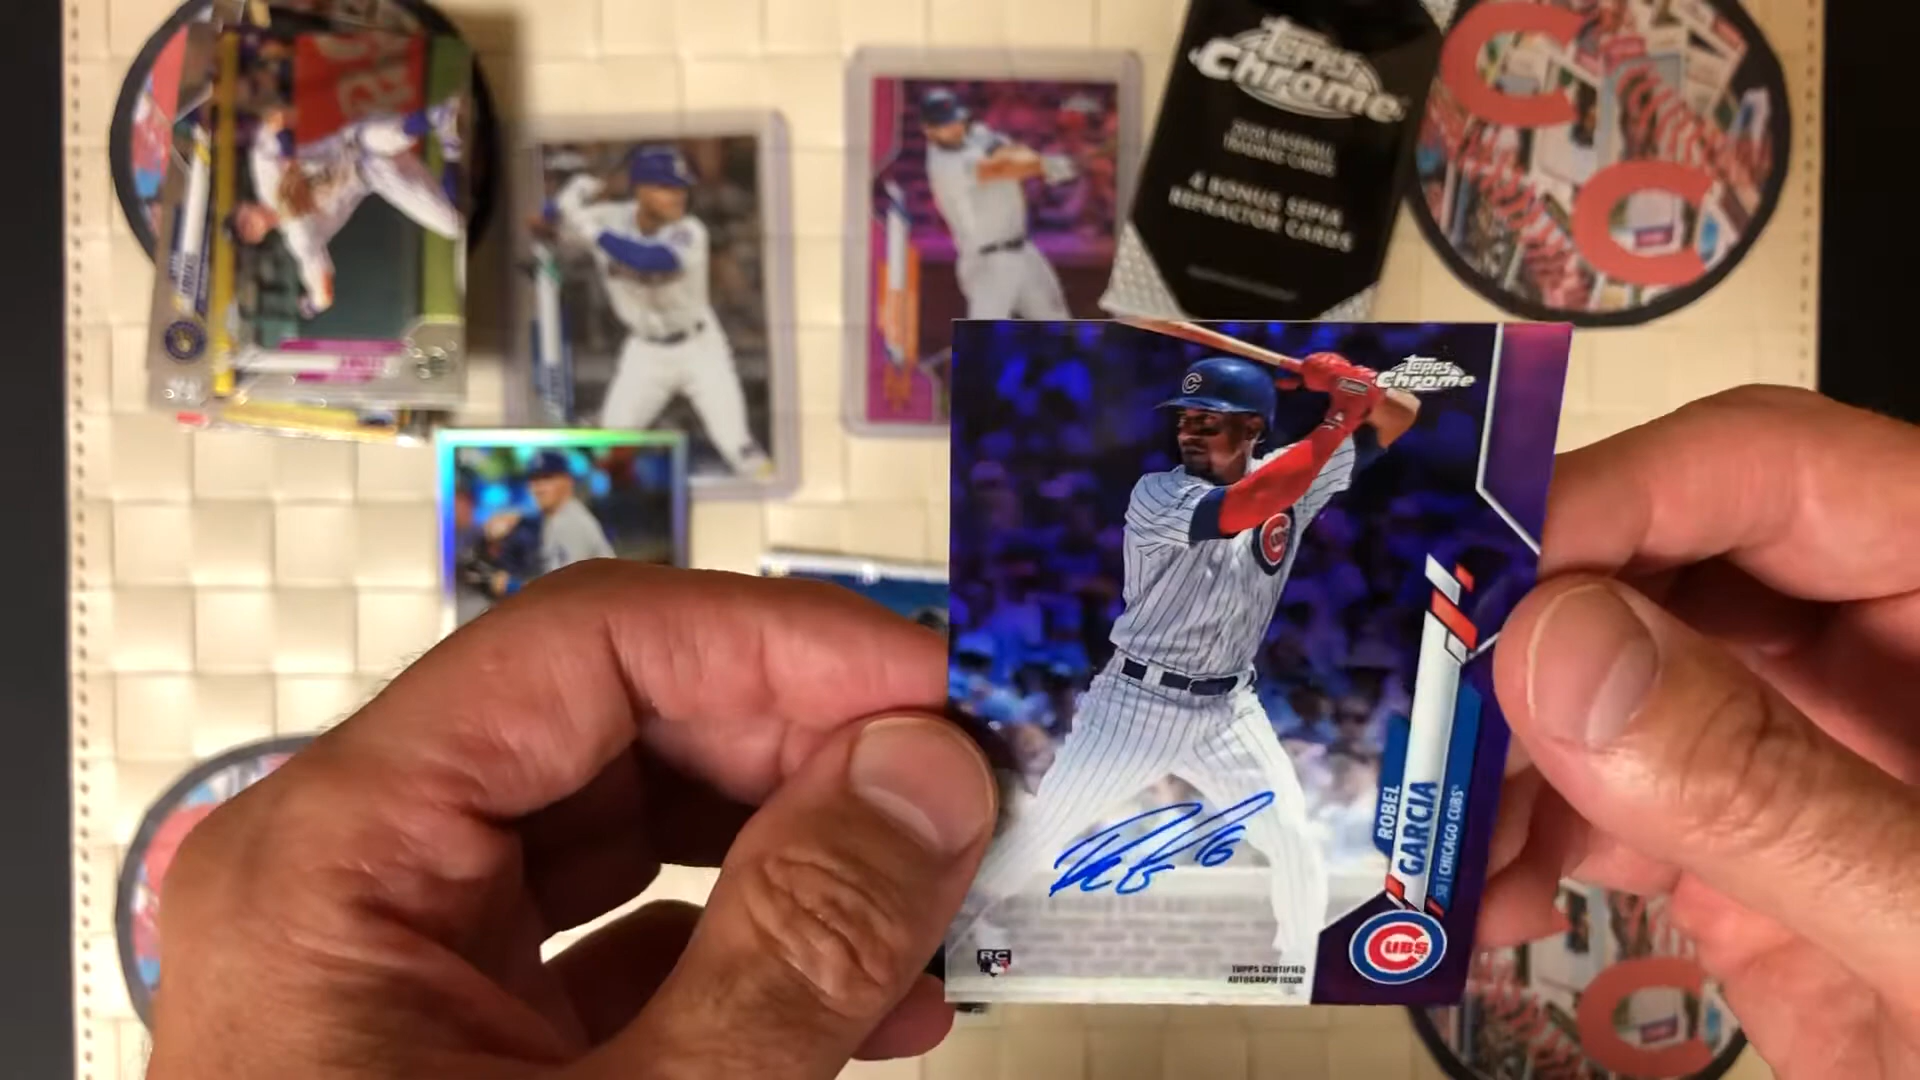 Topps
Chrome
2020 BASEBALL
TRADING CARDS
4 BONUS SEPIA
REFRACTOR CARDS
C
C
C
Topps
Chrome
C
ROBEL
GARCIA
3B | CHICAGO CUBS
CUBS
RC
TOPPS CERTIFIED
AUTOGRAPH ISSUE
C